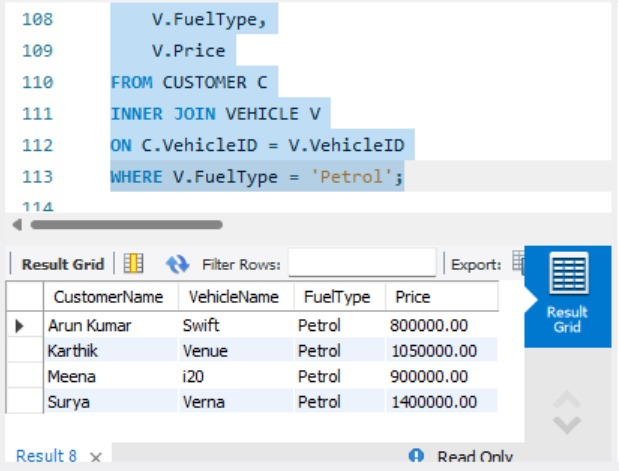 108 V.FuelType,
109 V.Price
110 FROM CUSTOMER C
111 INNER JOIN VEHICLE V
112 ON C.VehicleID = V.VehicleID
113 WHERE V.FuelType = 'Petrol';
114
Result Grid Filter Rows: Export:
CustomerName VehicleName FuelType Price
Arun Kumar Swift Petrol 800000.00
Karthik Venue Petrol 1050000.00
Meena i20 Petrol 900000.00
Surya Verna Petrol 1400000.00
Result
Grid
Result 8 × Read Only